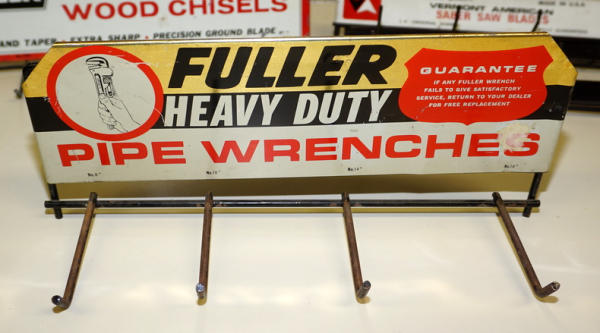 WOOD CHISELS
AND TAPER • EXTRA SHARP • PRECISION GROUND BLADE
VERMONT AMERICAN
SABER SAW BLADES
FULLER
HEAVY DUTY
PIPE WRENCHES
GUARANTEE
IF ANY FULLER WRENCH
FAILS TO GIVE SATISFACTORY
SERVICE, RETURN TO YOUR DEALER
FOR FREE REPLACEMENT